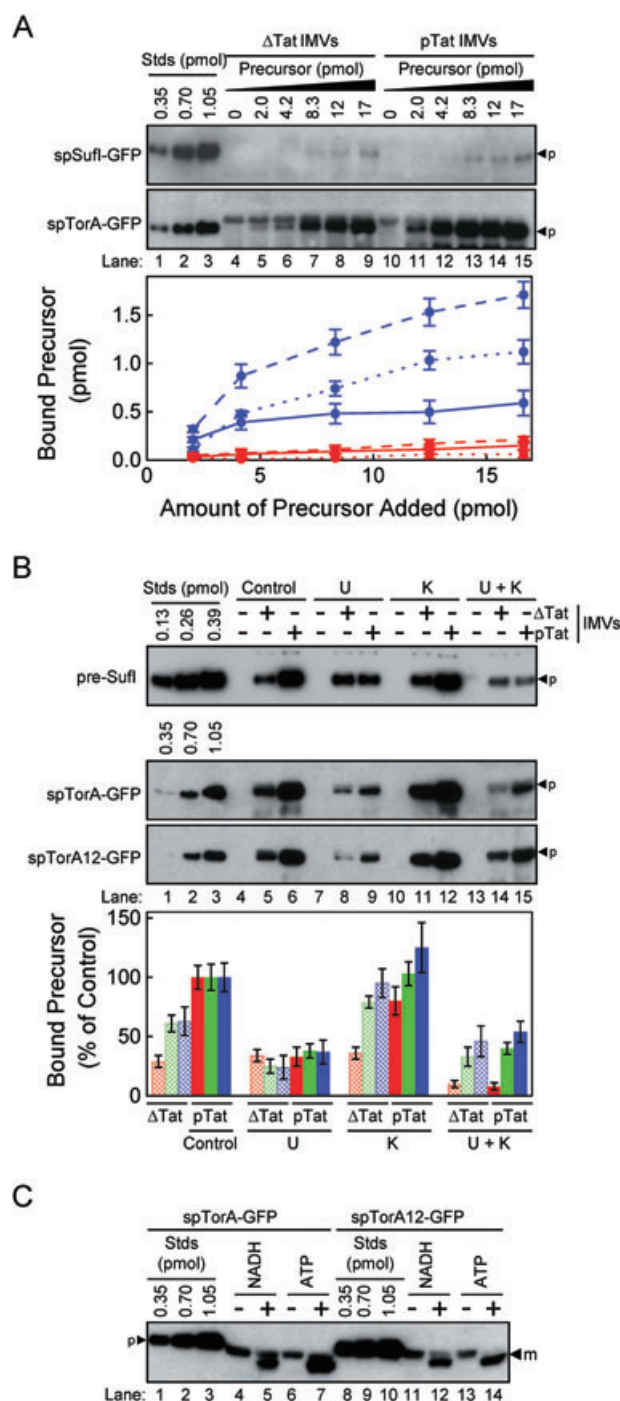 A
ΔTat IMVs pTat IMVs
Stds (pmol) Precursor (pmol) Precursor (pmol)
0.35 0.70 1.05 0 2.0 4.2 8.3 12 17 0 2.0 4.2 8.3 12 17
spSufI-GFP ◄p
spTorA-GFP ◄p
Lane: 1 2 3 4 5 6 7 8 9 10 11 12 13 14 15
Bound Precursor (pmol)
1.5
1.0
0.5
0.0
0 5 10 15
Amount of Precursor Added (pmol)
B
Stds (pmol) Control U K U + K
0.13 0.26 0.39 - + - - + - - + - - + - ◄ΔTat IMVs
- - + - - + - - + - - + ◄pTat
pre-SufI ◄p
0.35 0.70 1.05
spTorA-GFP ◄p
spTorA12-GFP ◄p
Lane: 1 2 3 4 5 6 7 8 9 10 11 12 13 14 15
Bound Precursor (% of Control)
150
100
50
0
ΔTat pTat ΔTat pTat ΔTat pTat ΔTat pTat
Control U K U + K
C
spTorA-GFP spTorA12-GFP
Stds (pmol) NADH ATP Stds (pmol) NADH ATP
0.35 0.70 1.05 - + - + 0.35 0.70 1.05 - + - +
p► ◄m
Lane: 1 2 3 4 5 6 7 8 9 10 11 12 13 14